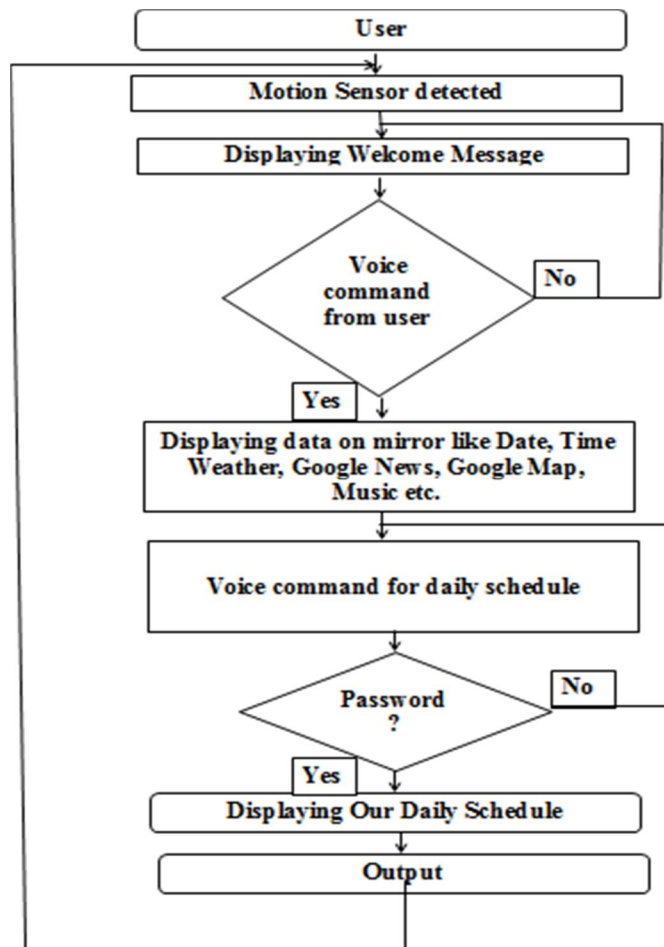 User
Motion Sensor detected
Displaying Welcome Message
Voice
command
from user
No
Yes
Displaying data on mirror like Date, Time
Weather, Google News, Google Map,
Music etc.
Voice command for daily schedule
Password
?
No
Yes
Displaying Our Daily Schedule
Output